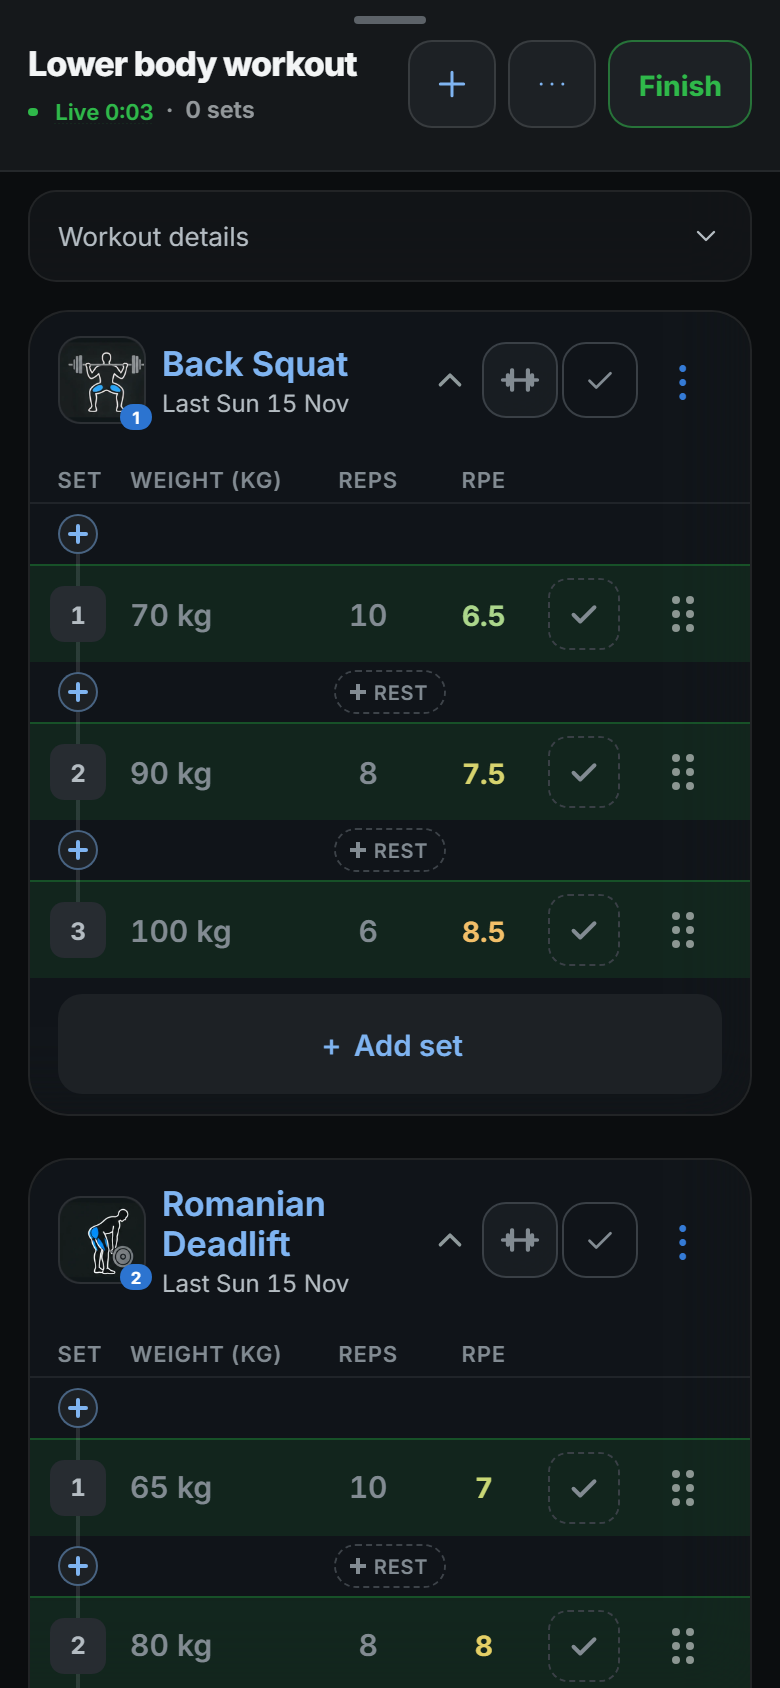 Lower body workout
Live 0:03 · 0 sets
+ ... Finish
Workout details
Back Squat
1
Last Sun 15 Nov
SET WEIGHT (KG) REPS RPE
+
1 70 kg 10 6.5
+ + REST
2 90 kg 8 7.5
+ + REST
3 100 kg 6 8.5
+ Add set
Romanian
Deadlift
2
Last Sun 15 Nov
SET WEIGHT (KG) REPS RPE
+
1 65 kg 10 7
+ + REST
2 80 kg 8 8